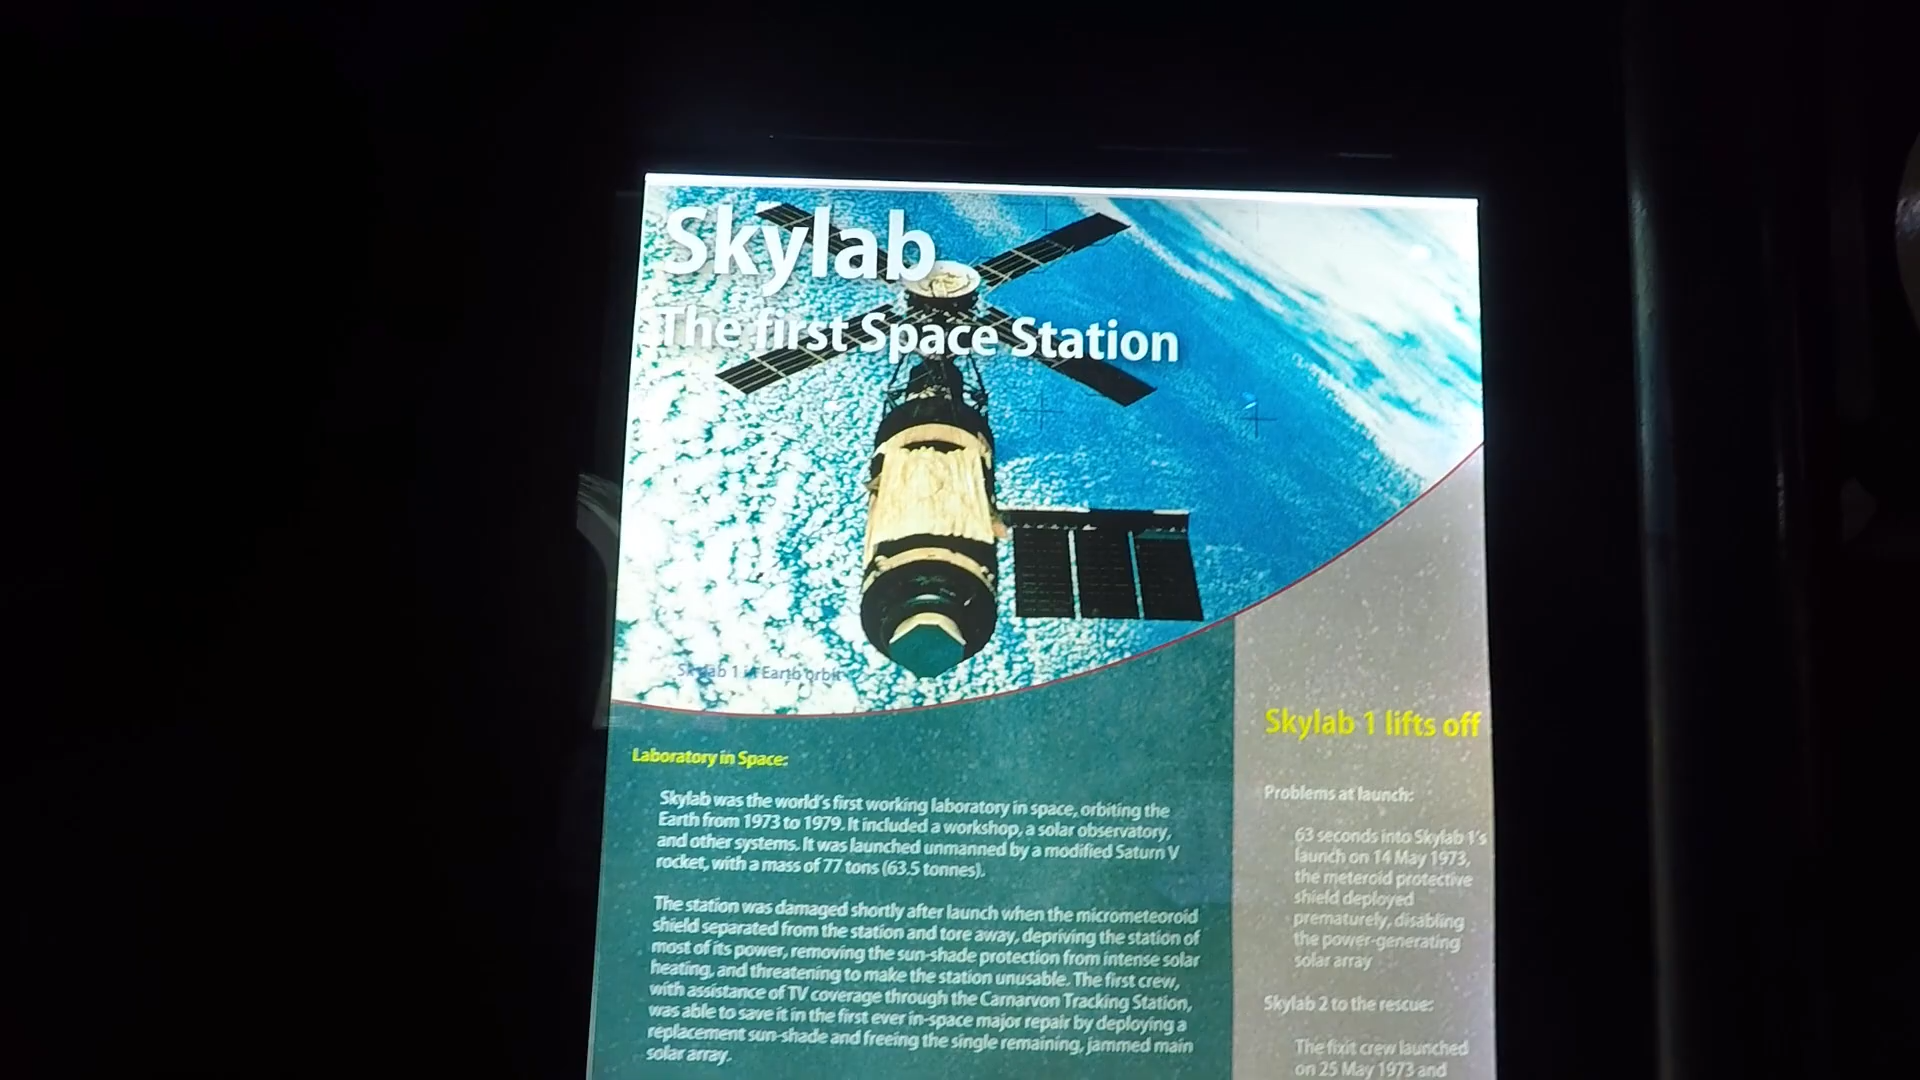 Skylab
The first Space Station
Skylab 1 in Earth orbit
Laboratory in Space:
Skylab was the world's first working laboratory in space, orbiting the
Earth from 1973 to 1979. It included a workshop, a solar observatory,
and other systems. It was launched unmanned by a modified Saturn V
rocket, with a mass of 77 tons (63.5 tonnes).
The station was damaged shortly after launch when the micrometeoroid
shield separated from the station and tore away, depriving the station of
most of its power, removing the sun-shade protection from intense solar
heating, and threatening to make the station unusable. The first crew,
with assistance of TV coverage through the Carnarvon Tracking Station,
was able to save it in the first ever in-space major repair by deploying a
replacement sun-shade and freeing the single remaining, jammed main
solar array.
Skylab 1 lifts off
Problems at launch:
63 seconds into Skylab 1's
launch on 14 May 1973,
the meteroid protective
shield deployed
prematurely, disabling
the power-generating
solar array
Skylab 2 to the rescue:
The fixit crew launched
on 25 May 1973 and